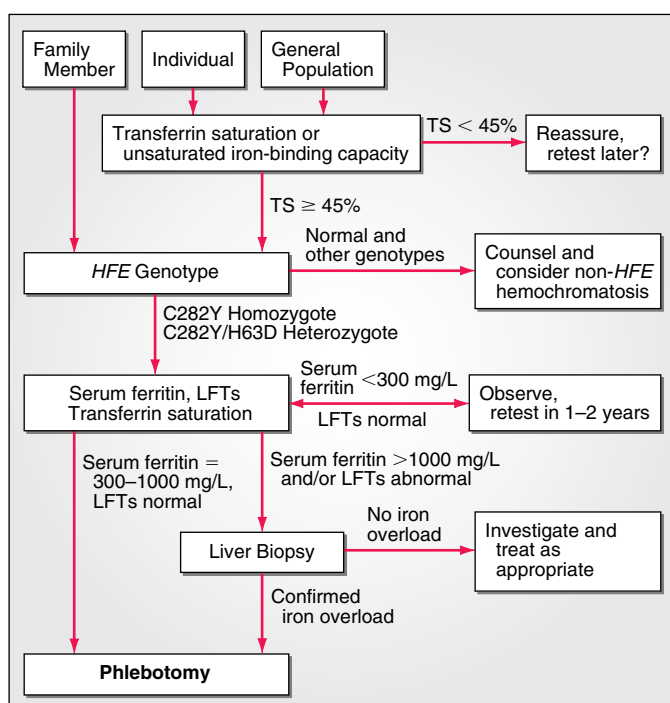 Family
Member
Individual
General
Population
Transferrin saturation or
unsaturated iron-binding capacity
TS < 45%
Reassure,
retest later?
TS ≥ 45%
HFE Genotype
Normal and
other genotypes
Counsel and
consider non-HFE
hemochromatosis
C282Y Homozygote
C282Y/H63D Heterozygote
Serum ferritin, LFTs
Transferrin saturation
Serum
ferritin <300 mg/L
LFTs normal
Observe,
retest in 1–2 years
Serum ferritin =
300–1000 mg/L,
LFTs normal
Serum ferritin >1000 mg/L
and/or LFTs abnormal
Liver Biopsy
No iron
overload
Investigate and
treat as
appropriate
Confirmed
iron overload
Phlebotomy